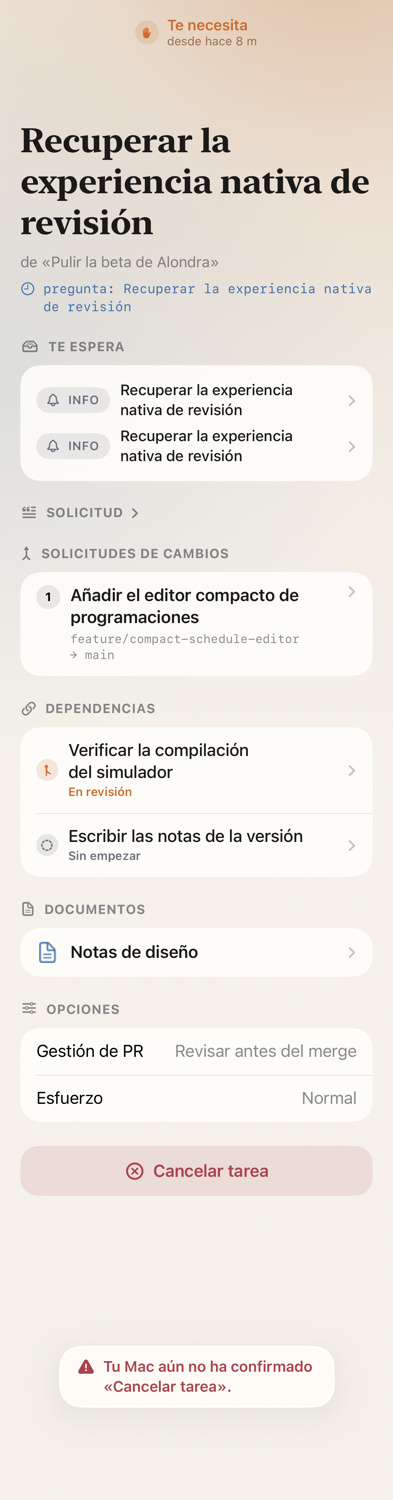 Te necesita
desde hace 8 m
Recuperar la
experiencia nativa de
revisión
de «Pulir la beta de Alondra»
pregunta: Recuperar la experiencia nativa
de revisión
TE ESPERA
INFO
Recuperar la experiencia
nativa de revisión
INFO
Recuperar la experiencia
nativa de revisión
SOLICITUD
SOLICITUDES DE CAMBIOS
1
Añadir el editor compacto de
programaciones
feature/compact-schedule-editor
→ main
DEPENDENCIAS
Verificar la compilación
del simulador
En revisión
Escribir las notas de la versión
Sin empezar
DOCUMENTOS
Notas de diseño
OPCIONES
Gestión de PR Revisar antes del merge
Esfuerzo Normal
Cancelar tarea
Tu Mac aún no ha confirmado
«Cancelar tarea».